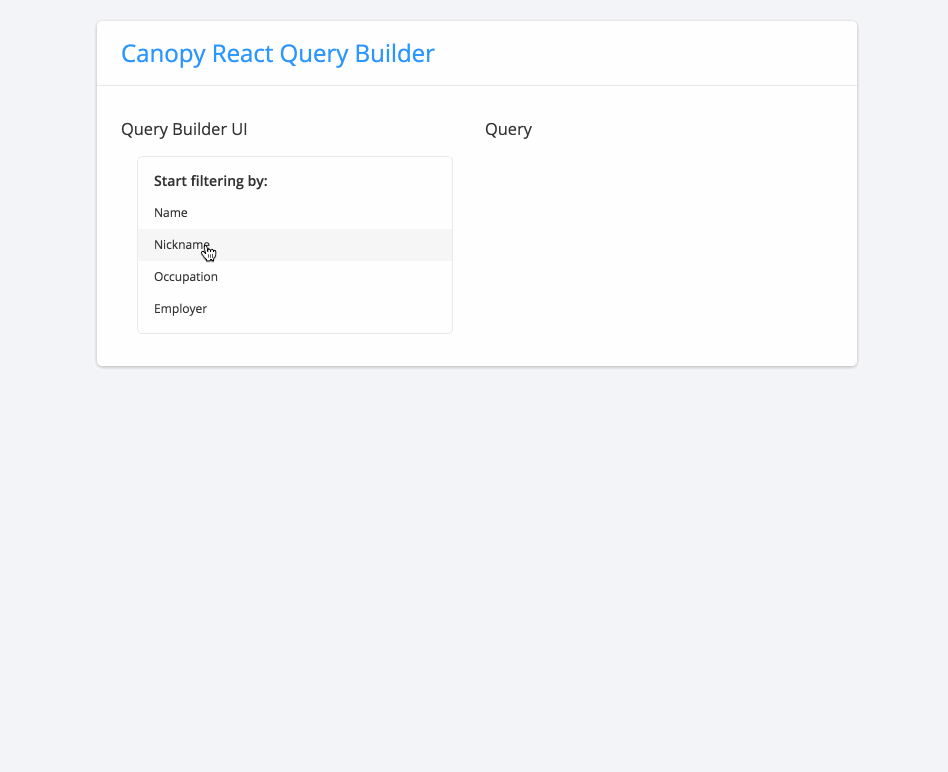 Canopy React Query Builder
Query Builder UI
Query
Start filtering by:
Name
Nickname
Occupation
Employer